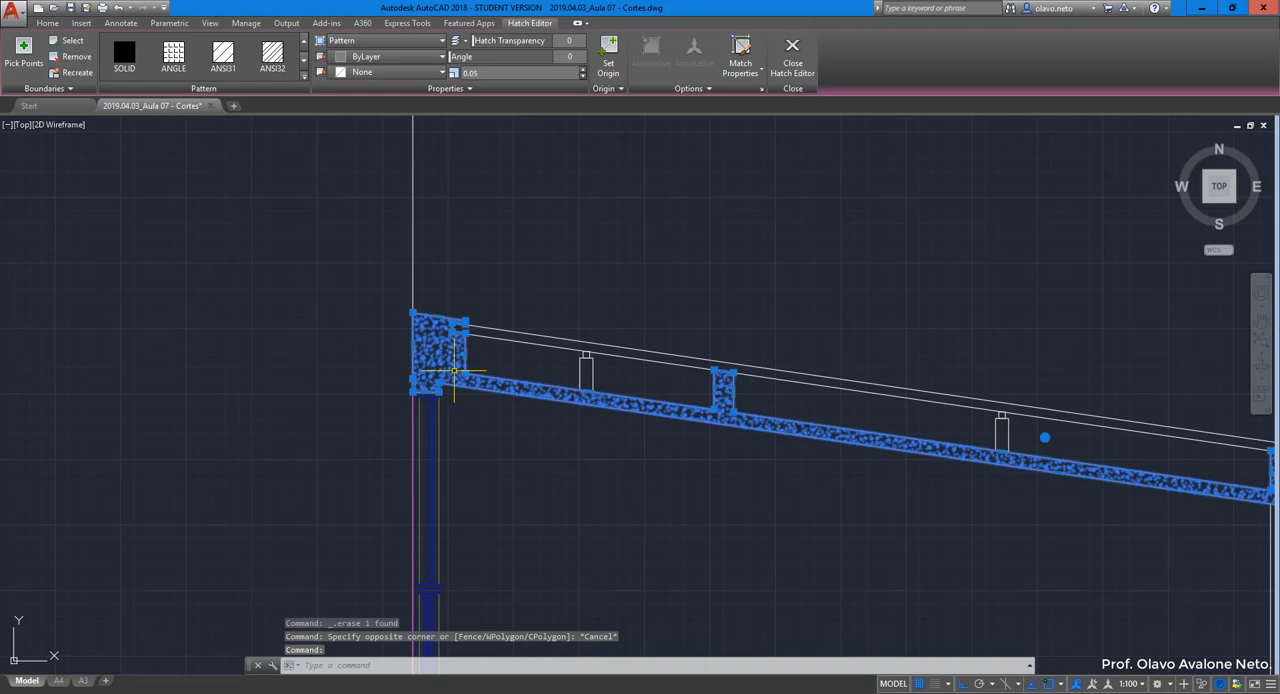 Autodesk AutoCAD 2018 - STUDENT VERSION 2019.04.03_Aula 07 - Cortes.dwg
Type a keyword or phrase
olavo.neto
Home Insert Annotate Parametric View Manage Output Add-ins A360 Express Tools Featured Apps Hatch Editor
Pick Points
Select
Remove
Recreate
Boundaries
SOLID ANGLE ANSI31 ANSI32
Pattern
Pattern
ByLayer
None
Hatch Transparency 0
Angle 0
0.05
Properties
Set
Origin
Origin
Associative
Annotative
Match
Properties
Options
Close
Hatch Editor
Close
Start
2019.04.03_Aula 07 - Cortes*
[−][Top][2D Wireframe]
N
W TOP E
S
WCS
Y
X
Command: _.erase 1 found
Command: Specify opposite corner or [Fence/WPolygon/CPolygon]: *Cancel*
Command:
Type a command
Prof. Olavo Avalone Neto.
Model A4 A3
MODEL
1:100